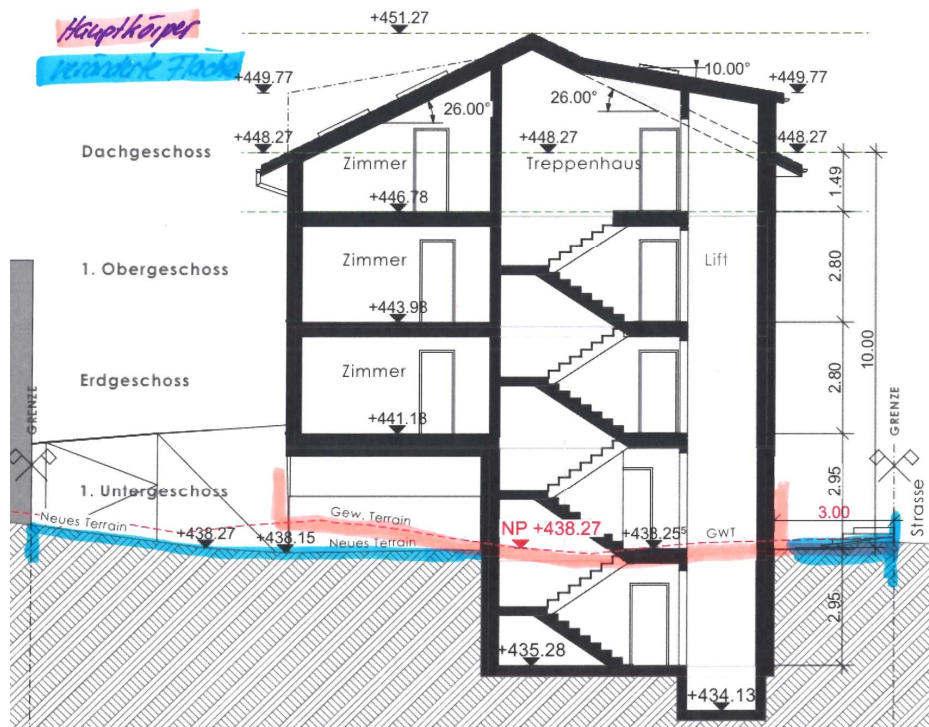 Hauptkörper
+451.27
veränderte Fläche
+449.77
10.00°
+449.77
26.00°
26.00°
+448.27
+448.27
+448.27
Dachgeschoss
Zimmer
Treppenhaus
1.49
+446.78
1. Obergeschoss
Zimmer
Lift
2.80
+443.98
10.00
Erdgeschoss
Zimmer
2.80
GRENZE
GRENZE
+441.18
1. Untergeschoss
2.95
Gew. Terrain
3.00
Neues Terrain
NP +438.27
Strasse
+438.27
+438.15
Neues Terrain
+438.25⁵
GWT
2.95
+435.28
+434.13